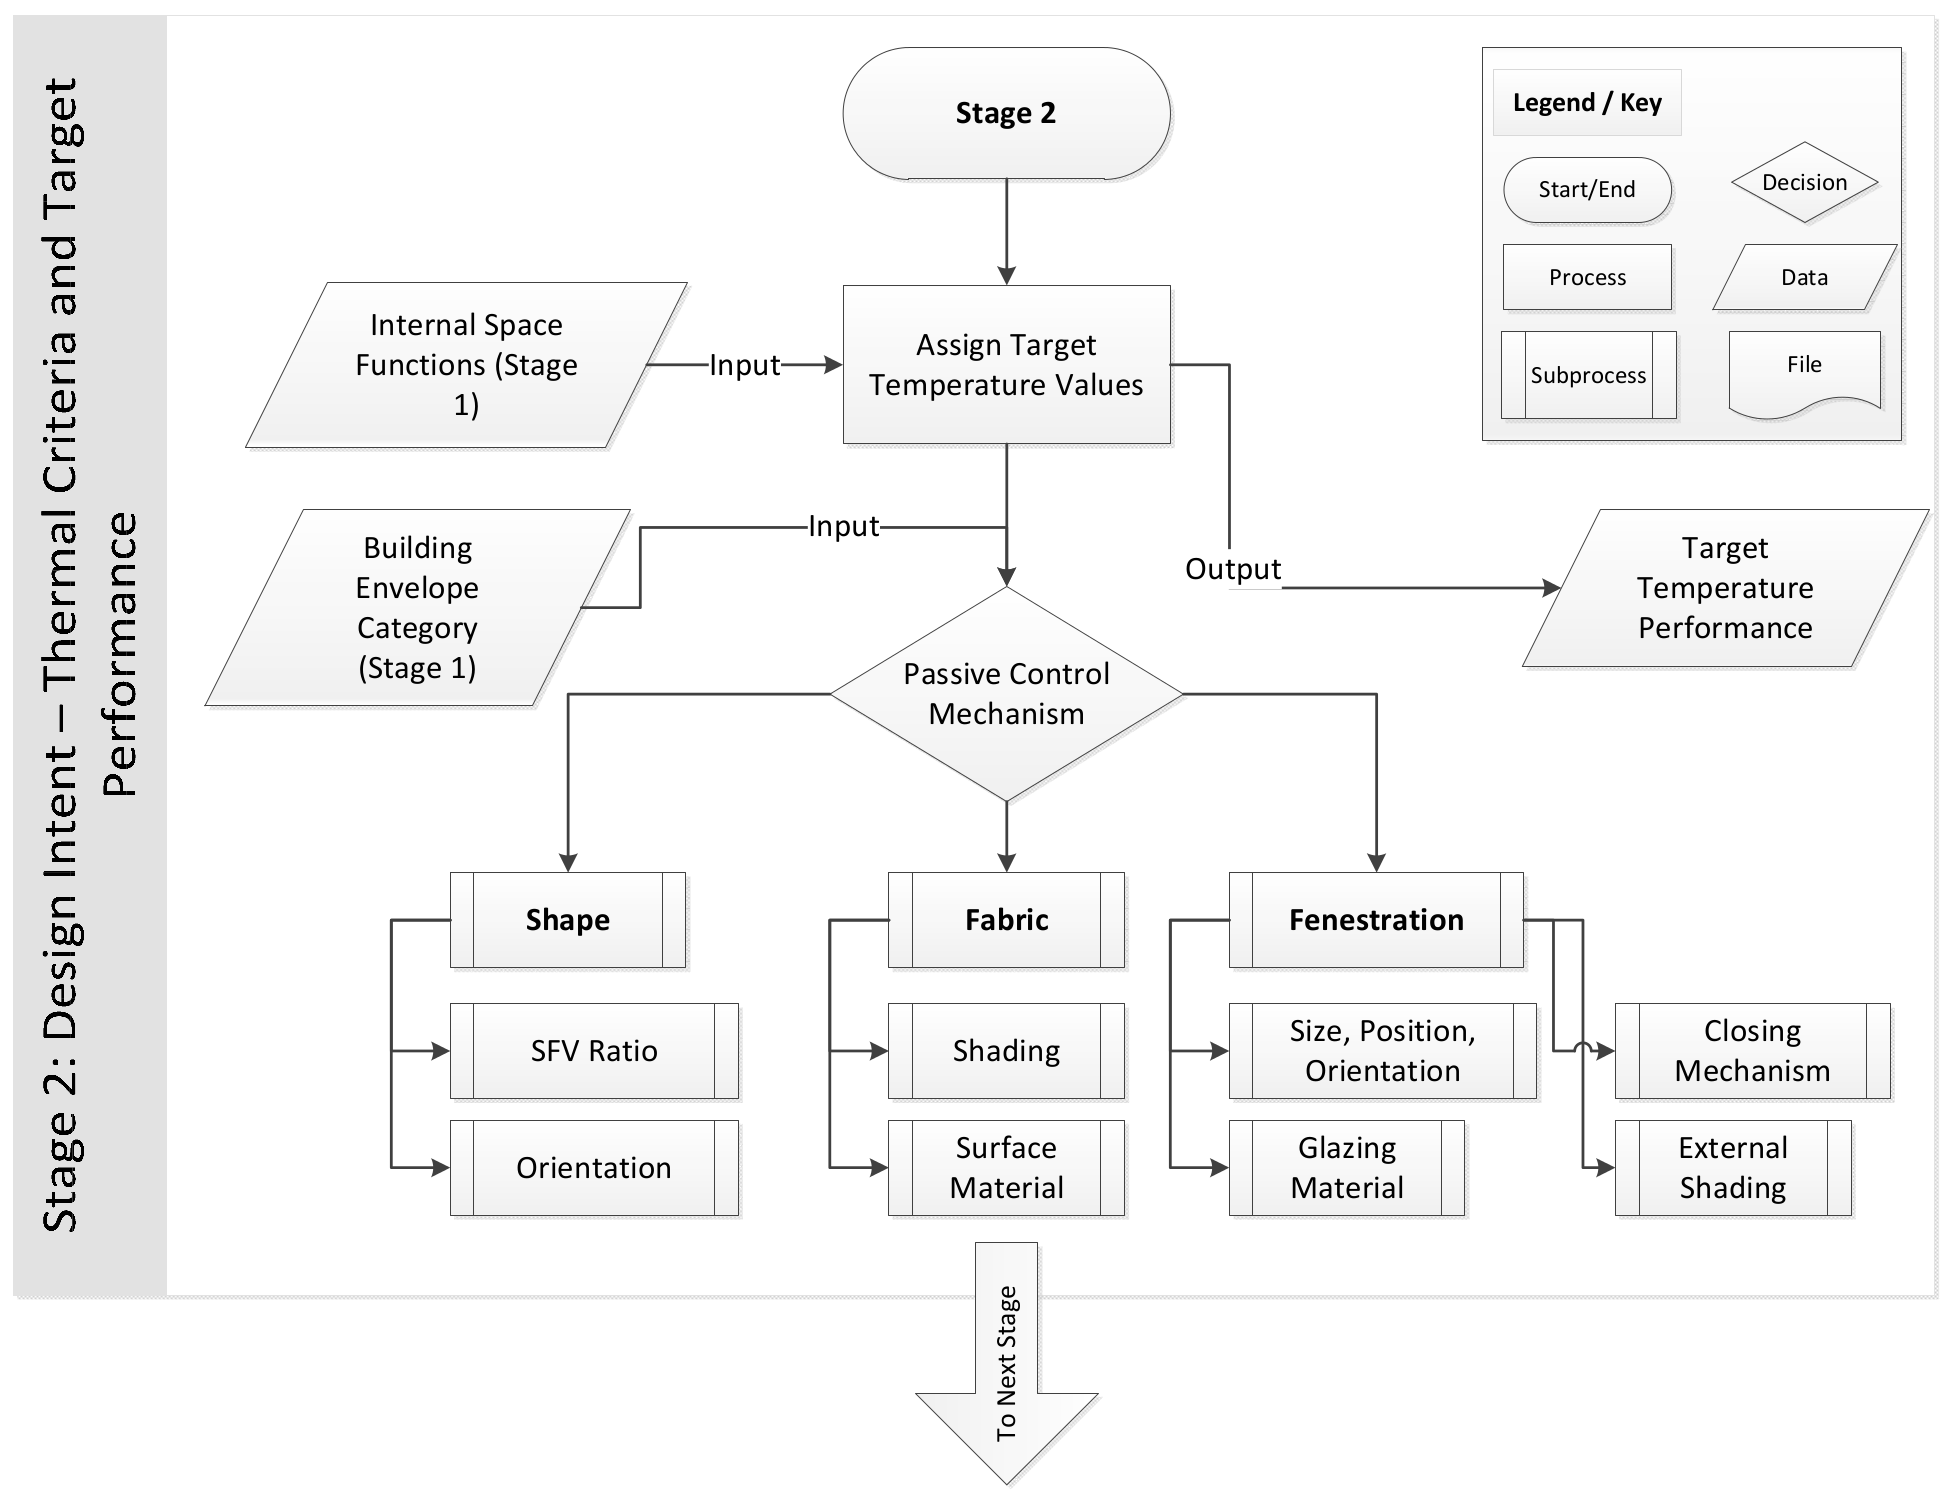 Stage 2: Design Intent – Thermal Criteria and Target
Performance
Stage 2
Legend / Key
Start/End
Decision
Process
Data
Subprocess
File
Internal Space
Functions (Stage
1)
Input
Assign Target
Temperature Values
Building
Envelope
Category
(Stage 1)
Input
Output
Target
Temperature
Performance
Passive Control
Mechanism
Shape
Fabric
Fenestration
SFV Ratio
Shading
Size, Position,
Orientation
Closing
Mechanism
Orientation
Surface
Material
Glazing
Material
External
Shading
To Next Stage